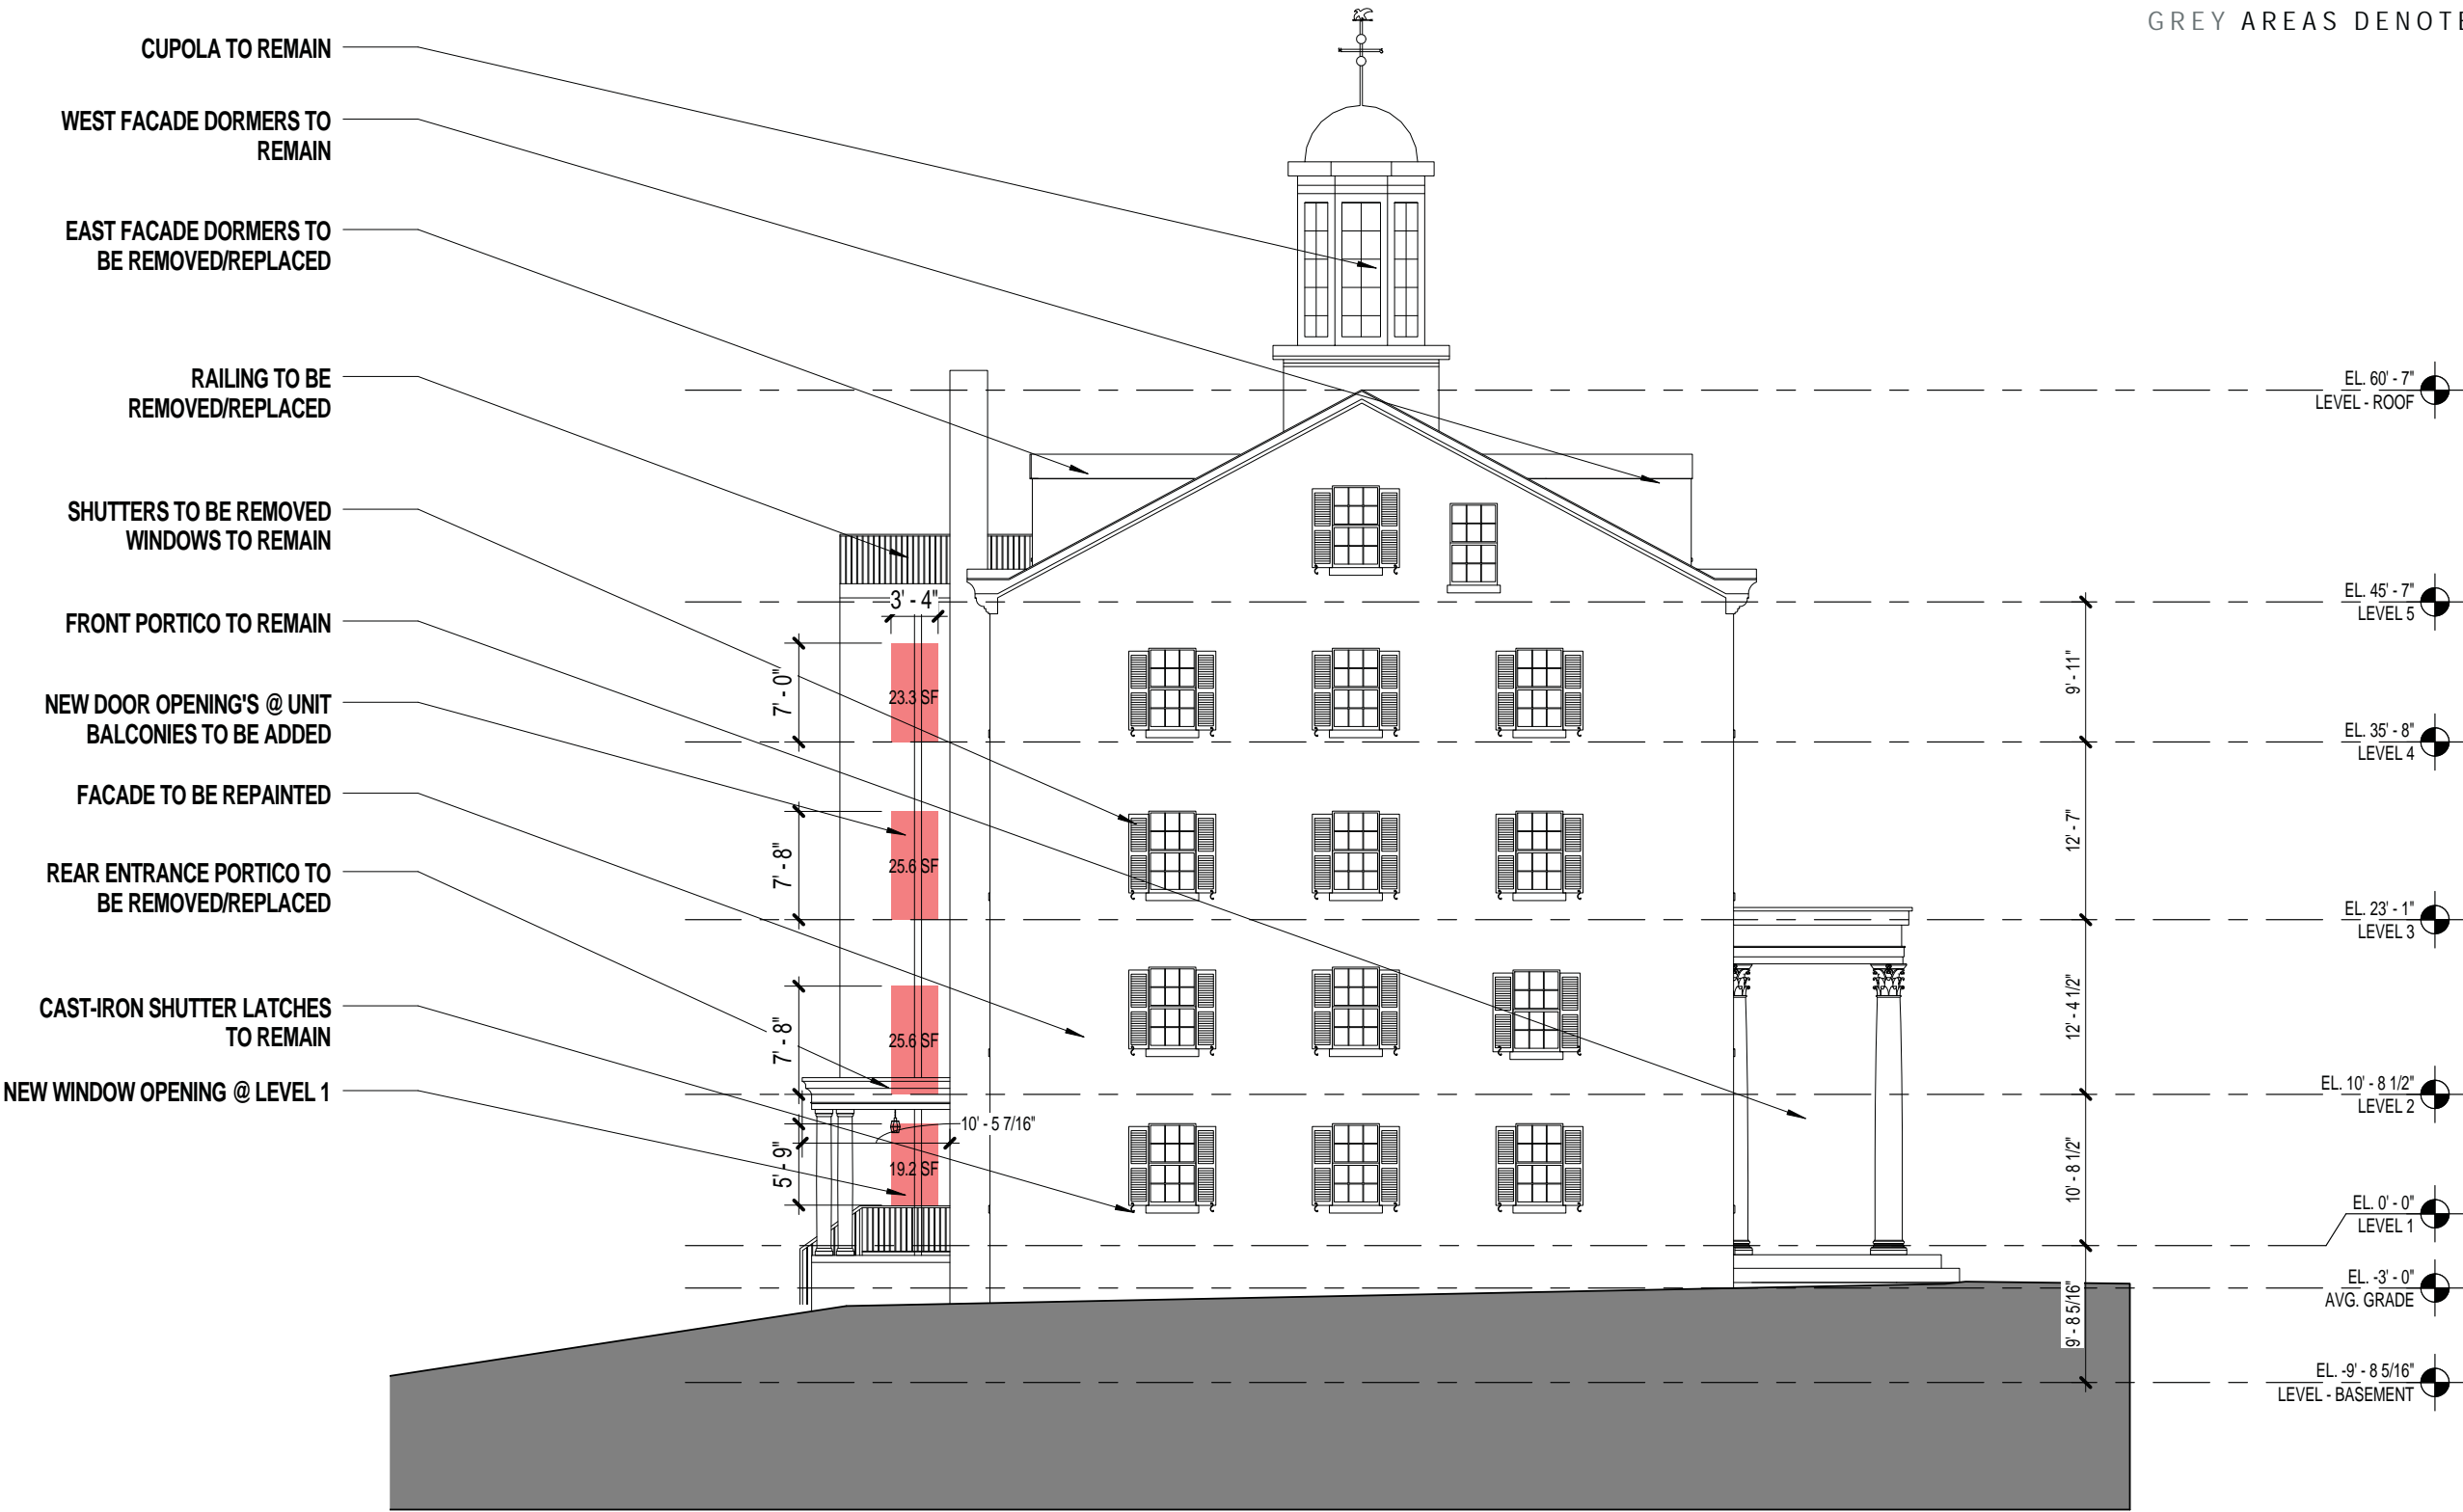 GREY AREAS DENOTE
CUPOLA TO REMAIN
WEST FACADE DORMERS TO
REMAIN
EAST FACADE DORMERS TO
BE REMOVED/REPLACED
RAILING TO BE
REMOVED/REPLACED
SHUTTERS TO BE REMOVED
WINDOWS TO REMAIN
FRONT PORTICO TO REMAIN
NEW DOOR OPENING'S @ UNIT
BALCONIES TO BE ADDED
FACADE TO BE REPAINTED
REAR ENTRANCE PORTICO TO
BE REMOVED/REPLACED
CAST-IRON SHUTTER LATCHES
TO REMAIN
NEW WINDOW OPENING @ LEVEL 1
3' - 4"
7' - 0"
23.3 SF
7' - 8"
25.6 SF
7' - 8"
25.6 SF
10' - 5 7/16"
5' - 9"
19.2 SF
9' - 11"
12' - 7"
12' - 4 1/2"
10' - 8 1/2"
9' - 8 5/16"
EL. 60' - 7"
LEVEL - ROOF
EL. 45' - 7"
LEVEL 5
EL. 35' - 8"
LEVEL 4
EL. 23' - 1"
LEVEL 3
EL. 10' - 8 1/2"
LEVEL 2
EL. 0' - 0"
LEVEL 1
EL. -3' - 0"
AVG. GRADE
EL. -9' - 8 5/16"
LEVEL - BASEMENT